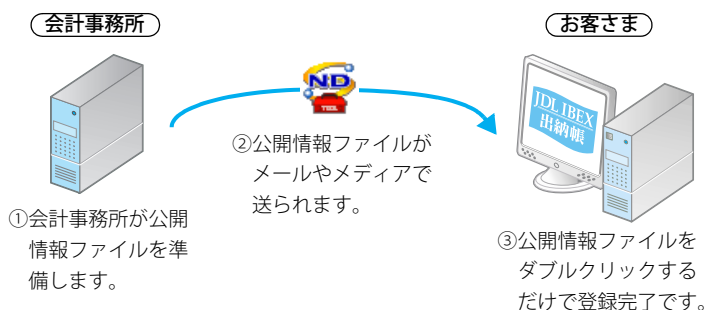 会計事務所
お客さま
ND
TOOL
JDL IBEX
出納帳
②公開情報ファイルが
メールやメディアで
送られます。
①会計事務所が公開
情報ファイルを準
備します。
③公開情報ファイルを
ダブルクリックする
だけで登録完了です。